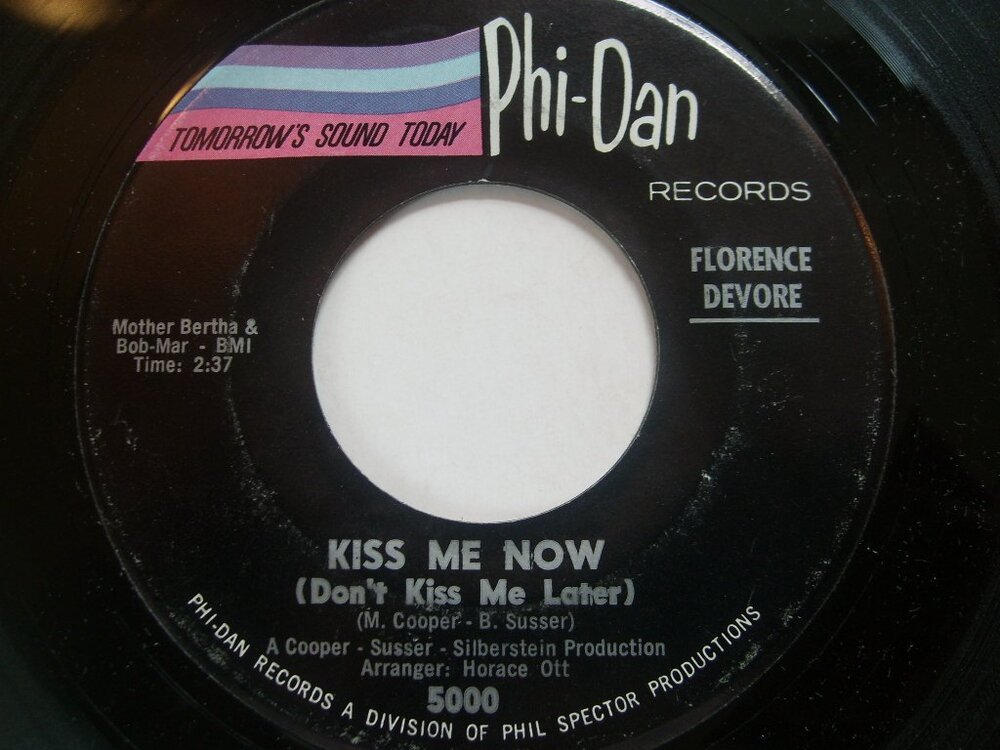 TOMORROW'S SOUND TODAY
Phi-Dan
RECORDS
FLORENCE
DEVORE
Mother Bertha &
Bob-Mar - BMI
Time: 2:37
KISS ME NOW
(Don't Kiss Me Later)
(M. Cooper - B. Susser)
A Cooper - Susser - Silberstein Production
Arranger: Horace Ott
5000
PHI-DAN RECORDS A DIVISION OF PHIL SPECTOR PRODUCTIONS